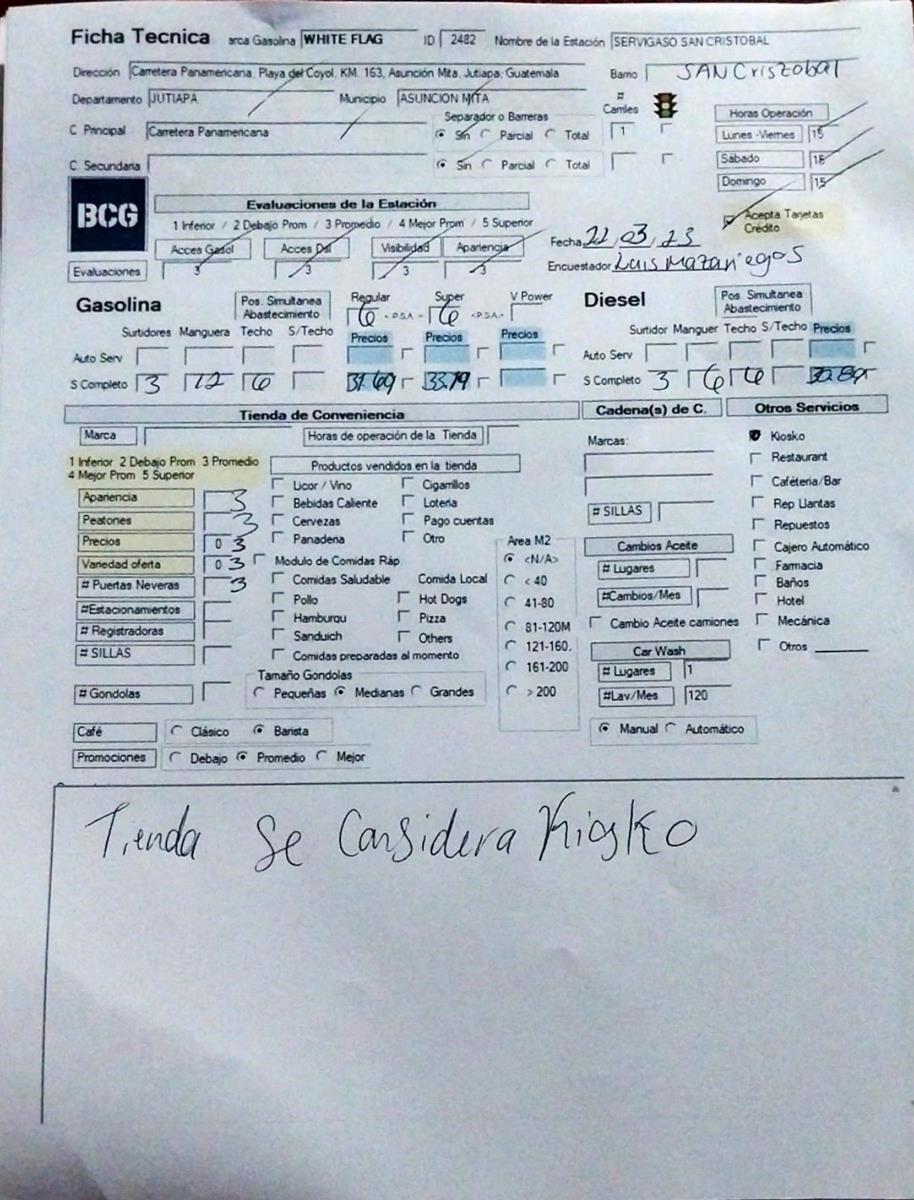 Ficha Tecnica arca Gasolina WHITE FLAG ID 2482 Nombre de la Estación SERVIGASO SAN CRISTOBAL
Dirección Carretera Panamericana, Playa del Coyol, KM. 163, Asunción Mita, Jutiapa, Guatemala Barrio SAN CriSZobal
Departamento JUTIAPA Municipio ASUNCION MITA # Carriles
Separador o Barreras Horas Operación
C Principal Carretera Panamericana Sin Parcial Total 1 Lunes -Viernes 15
C. Secundaria Sin Parcial Total Sábado
Domingo 15
BCG Evaluaciones de la Estación
1 Inferior / 2 Debajo Prom / 3 Promedio / 4 Mejor Prom / 5 Superior Acepta Tarjetas Crédito
Acces Gasol Acces Dsl Visibilidad Apariencia Fecha 22/03/23
Evaluaciones 3 3 3 3 Encuestador Luis Mazariegos
Gasolina Pos. Simultanea Abastecimiento Regular Super V Power Diesel Pos. Simultanea Abastecimiento
6 <P.S.A.> 6 <P.S.A.>
Surtidores Manguera Techo S/Techo Precios Precios Precios Surtidor Manguer Techo S/Techo Precios
Auto Serv Auto Serv
S Completo 3 12 6 31.69 33.19 S Completo 3 6 6 30.89
Tienda de Conveniencia Cadena(s) de C. Otros Servicios
Marca Horas de operación de la Tienda Marcas: Kiosko
1 Inferior 2 Debajo Prom 3 Promedio
4 Mejor Prom 5 Superior
Productos vendidos en la tienda Restaurant
Apariencia 3 Licor / Vino Cigarrillos Caféteria/Bar
Peatones 3 Bebidas Caliente Loteria # SILLAS Rep Llantas
Cervezas Pago cuentas Repuestos
Precios 0 3 Panaderia Otro Area M2 Cambios Aceite Cajero Automático
Variedad oferta 0 3 Modulo de Comidas Ráp <N/A> # Lugares Farmacia
# Puertas Neveras 3 Comidas Saludable Comida Local < 40 Baños
#Estacionamientos Pollo Hot Dogs 41-80 #Cambios/Mes Hotel
# Registradoras Hamburqu Pizza 81-120M Cambio Aceite camiones Mecánica
# SILLAS Sanduich Others 121-160. Car Wash Otros
Comidas preparadas al momento 161-200 # Lugares 1
Tamaño Gondolas
# Gondolas Pequeñas Medianas Grandes > 200 #Lav/Mes 120
Café Clásico Barista Manual Automático
Promociones Debajo Promedio Mejor
Tienda Se Considera Kiosko